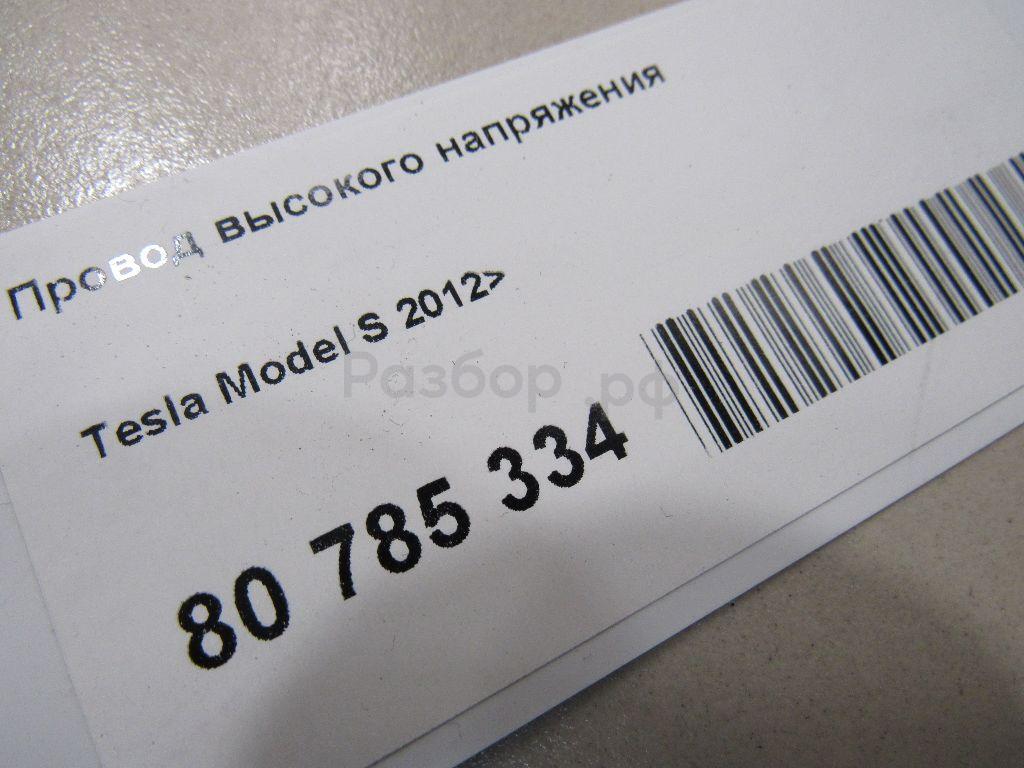 Провод высокого напряжения
Tesla Model S 2012>
Разбор.рф
80 785 334